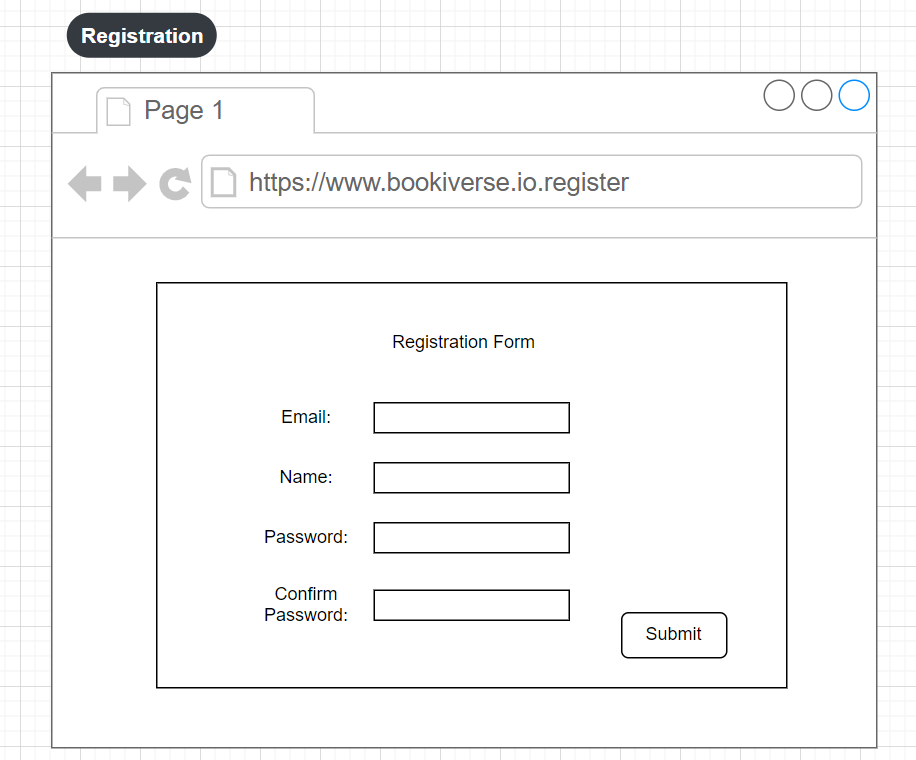 Registration
Page 1
https://www.bookiverse.io.register
Registration Form
Email:
Name:
Password:
Confirm
Password:
Submit